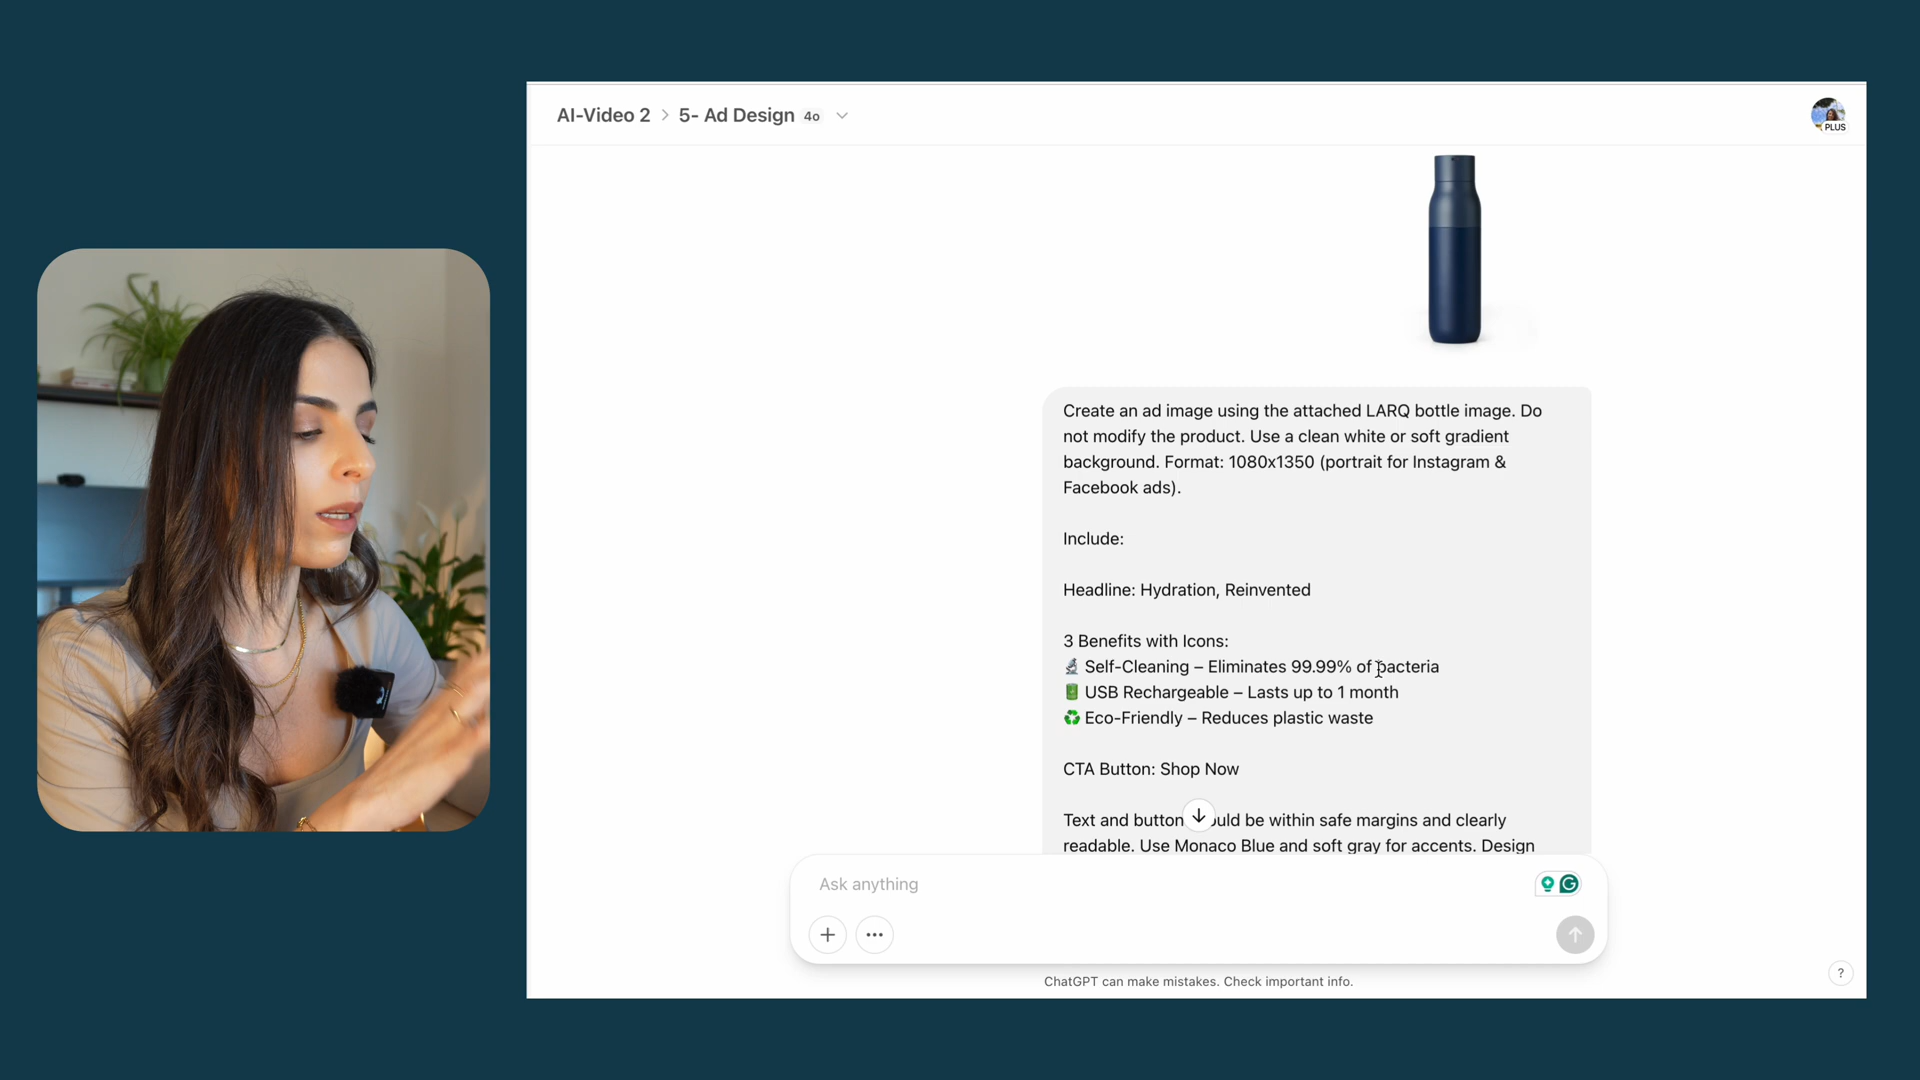 AI-Video 2 > 5- Ad Design 4o
PLUS
Create an ad image using the attached LARQ bottle image. Do
not modify the product. Use a clean white or soft gradient
background. Format: 1080x1350 (portrait for Instagram &
Facebook ads).
Include:
Headline: Hydration, Reinvented
3 Benefits with Icons:
🔬 Self-Cleaning – Eliminates 99.99% of bacteria
🔋 USB Rechargeable – Lasts up to 1 month
♻️ Eco-Friendly – Reduces plastic waste
CTA Button: Shop Now
Text and button be within safe margins and clearly
readable. Use Monaco Blue and soft gray for accents. Design
Ask anything
ChatGPT can make mistakes. Check important info.
?